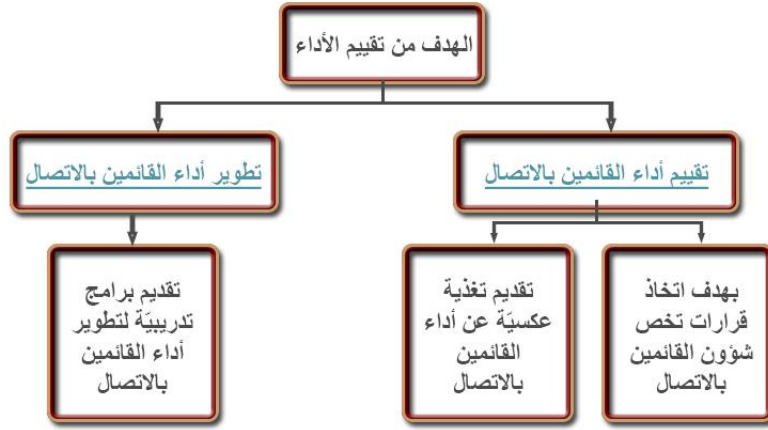 الهدف من تقييم الأداء
تقييم أداء القائمين بالاتصال
تطوير أداء القائمين بالاتصال
بهدف اتخاذ
قرارات تخص
شؤون القائمين
بالاتصال
تقديم تغذية
عكسيّة عن أداء
القائمين
بالاتصال
تقديم برامج
تدريبيّة لتطوير
أداء القائمين
بالاتصال